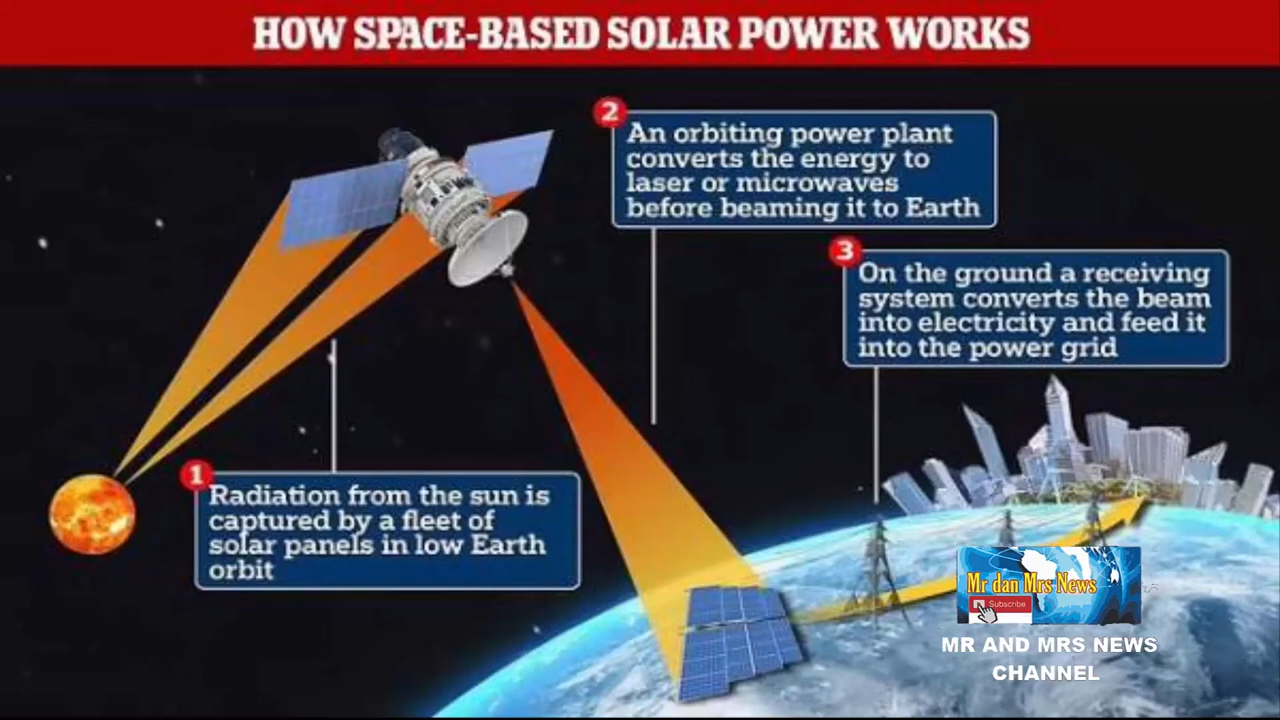 HOW SPACE-BASED SOLAR POWER WORKS
1
Radiation from the sun is
captured by a fleet of
solar panels in low Earth
orbit
2
An orbiting power plant
converts the energy to
laser or microwaves
before beaming it to Earth
3
On the ground a receiving
system converts the beam
into electricity and feed it
into the power grid
Mr dan Mrs News
Subscribe
MR AND MRS NEWS
CHANNEL